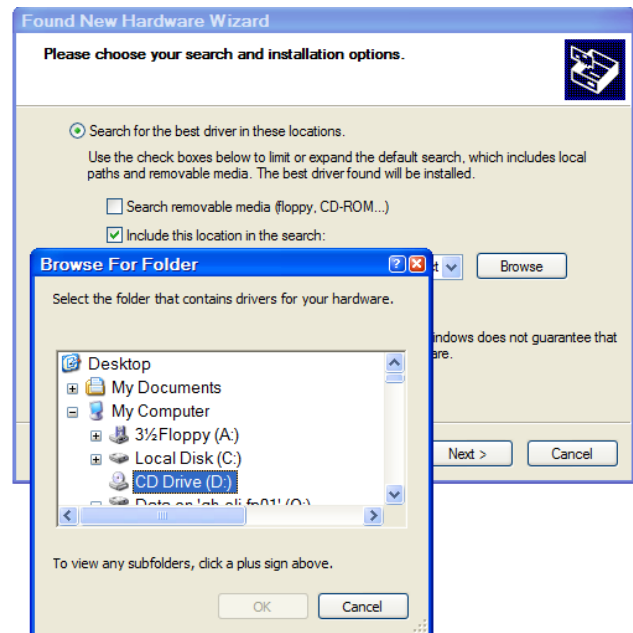 Found New Hardware Wizard
Please choose your search and installation options.
Search for the best driver in these locations.
Use the check boxes below to limit or expand the default search, which includes local
paths and removable media. The best driver found will be installed.
Search removable media (floppy, CD-ROM...)
Include this location in the search:
Browse
indows does not guarantee that
are.
Next >
Cancel
Browse For Folder
Select the folder that contains drivers for your hardware.
Desktop
My Documents
My Computer
3½Floppy (A:)
Local Disk (C:)
CD Drive (D:)
To view any subfolders, click a plus sign above.
OK
Cancel